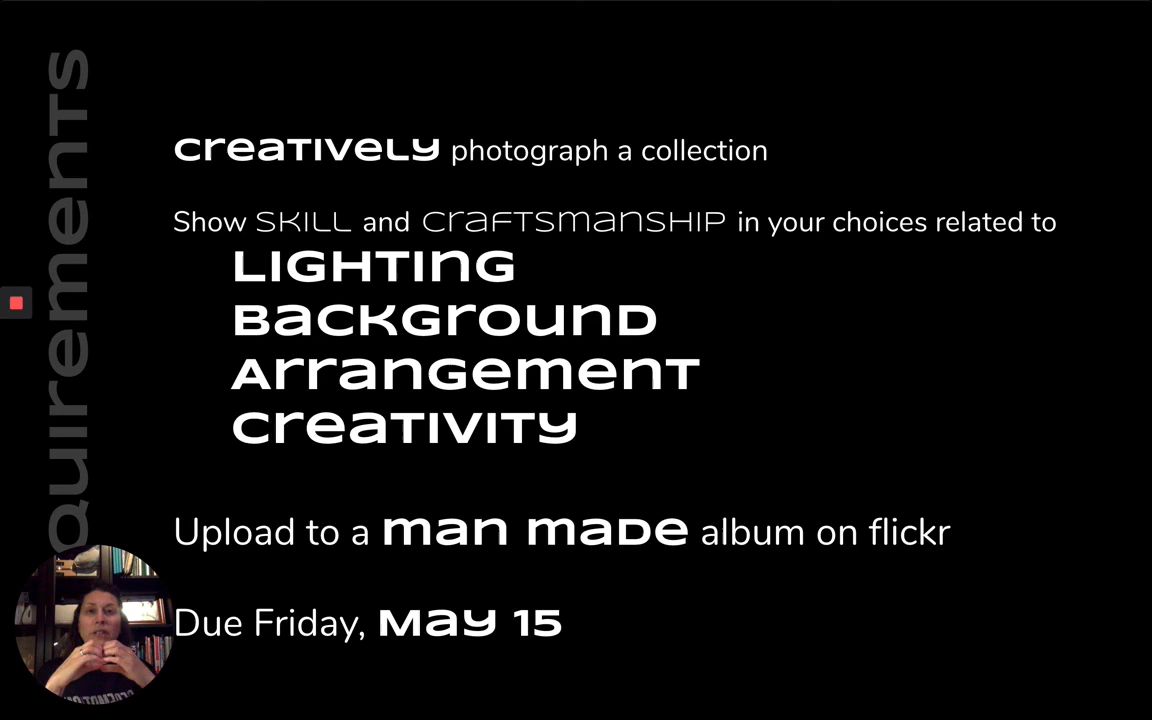 creatively photograph a collection
Show SKILL and craftsmanship in your choices related to
LIGHTING
Background
Arrangement
creativity
Upload to a man made album on flickr
Due Friday, May 15
quirements